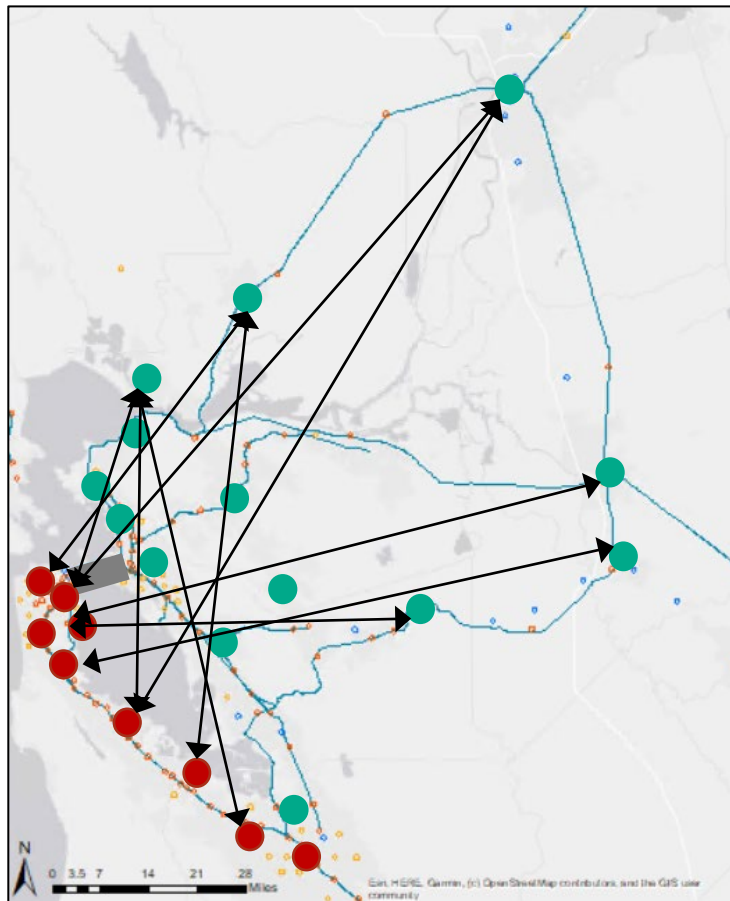 N
0 3.5 7 14 21 28
Miles
Esri, HERE, Garmin, (c) OpenStreetMap contributors, and the GIS user
community